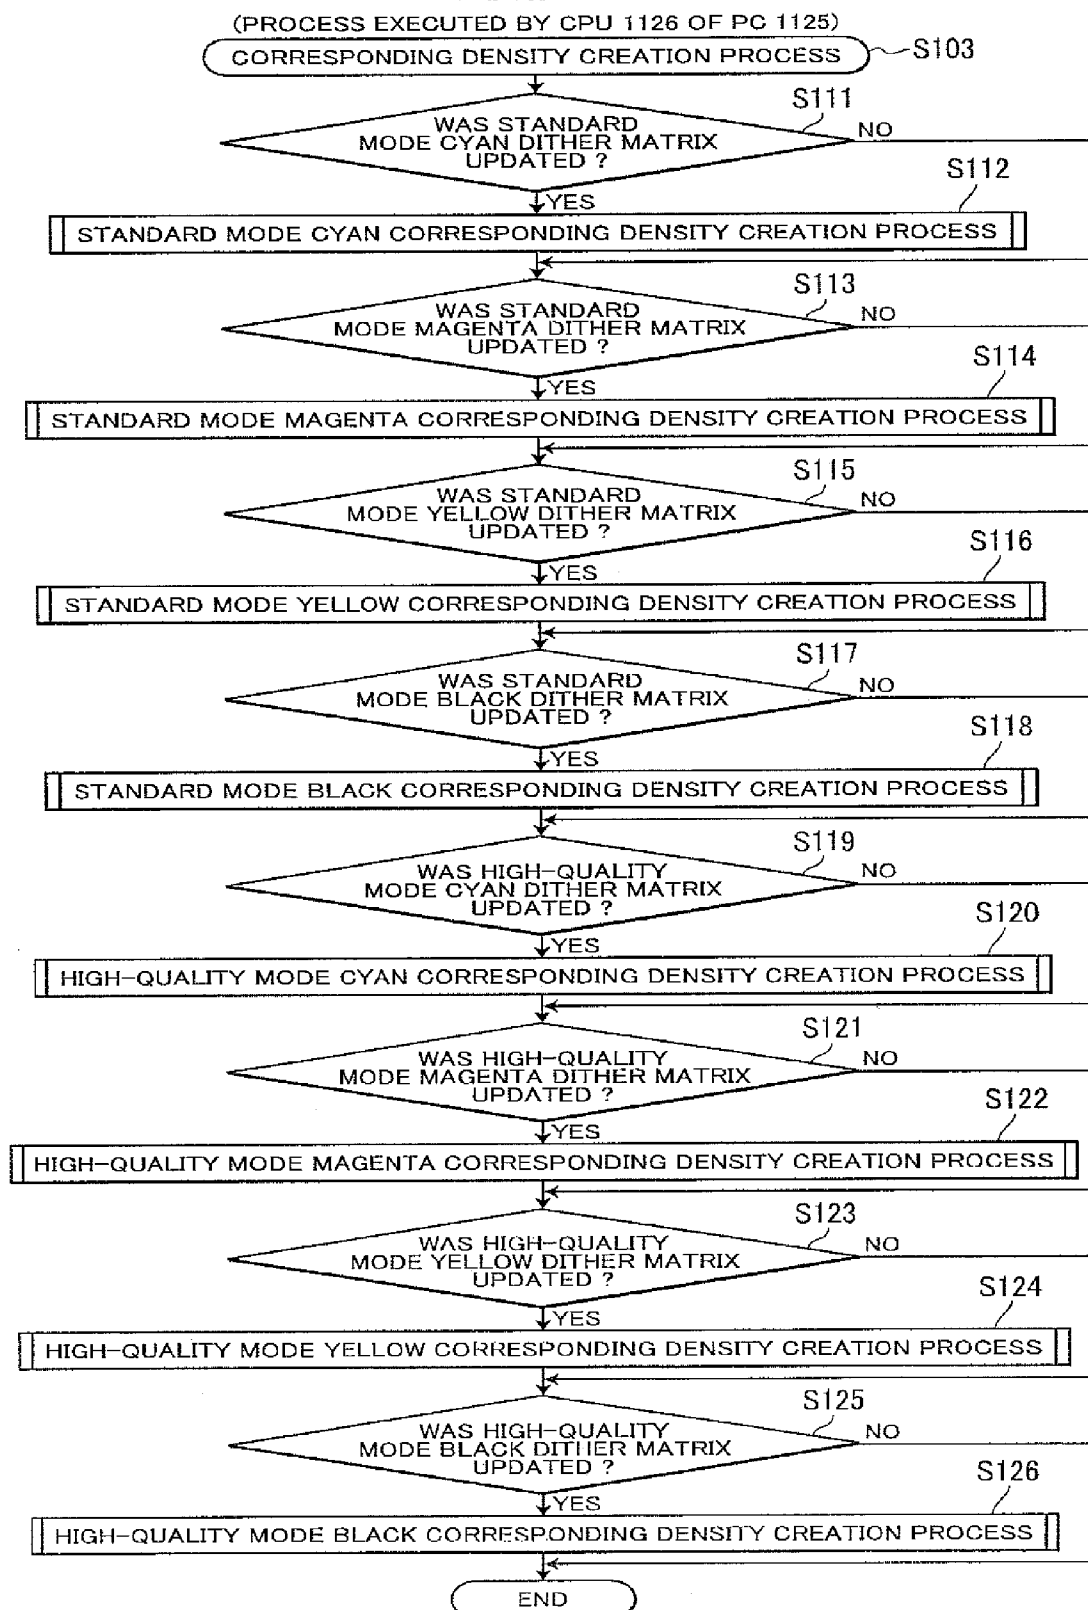 (PROCESS EXECUTED BY CPU 1126 OF PC 1125)
CORRESPONDING DENSITY CREATION PROCESS
S103
S111
WAS STANDARD
MODE CYAN DITHER MATRIX
UPDATED ?
NO
YES
S112
STANDARD MODE CYAN CORRESPONDING DENSITY CREATION PROCESS
S113
WAS STANDARD
MODE MAGENTA DITHER MATRIX
UPDATED ?
NO
YES
S114
STANDARD MODE MAGENTA CORRESPONDING DENSITY CREATION PROCESS
S115
WAS STANDARD
MODE YELLOW DITHER MATRIX
UPDATED ?
NO
YES
S116
STANDARD MODE YELLOW CORRESPONDING DENSITY CREATION PROCESS
S117
WAS STANDARD
MODE BLACK DITHER MATRIX
UPDATED ?
NO
YES
S118
STANDARD MODE BLACK CORRESPONDING DENSITY CREATION PROCESS
S119
WAS HIGH-QUALITY
MODE CYAN DITHER MATRIX
UPDATED ?
NO
YES
S120
HIGH-QUALITY MODE CYAN CORRESPONDING DENSITY CREATION PROCESS
S121
WAS HIGH-QUALITY
MODE MAGENTA DITHER MATRIX
UPDATED ?
NO
YES
S122
HIGH-QUALITY MODE MAGENTA CORRESPONDING DENSITY CREATION PROCESS
S123
WAS HIGH-QUALITY
MODE YELLOW DITHER MATRIX
UPDATED ?
NO
YES
S124
HIGH-QUALITY MODE YELLOW CORRESPONDING DENSITY CREATION PROCESS
S125
WAS HIGH-QUALITY
MODE BLACK DITHER MATRIX
UPDATED ?
NO
YES
S126
HIGH-QUALITY MODE BLACK CORRESPONDING DENSITY CREATION PROCESS
END